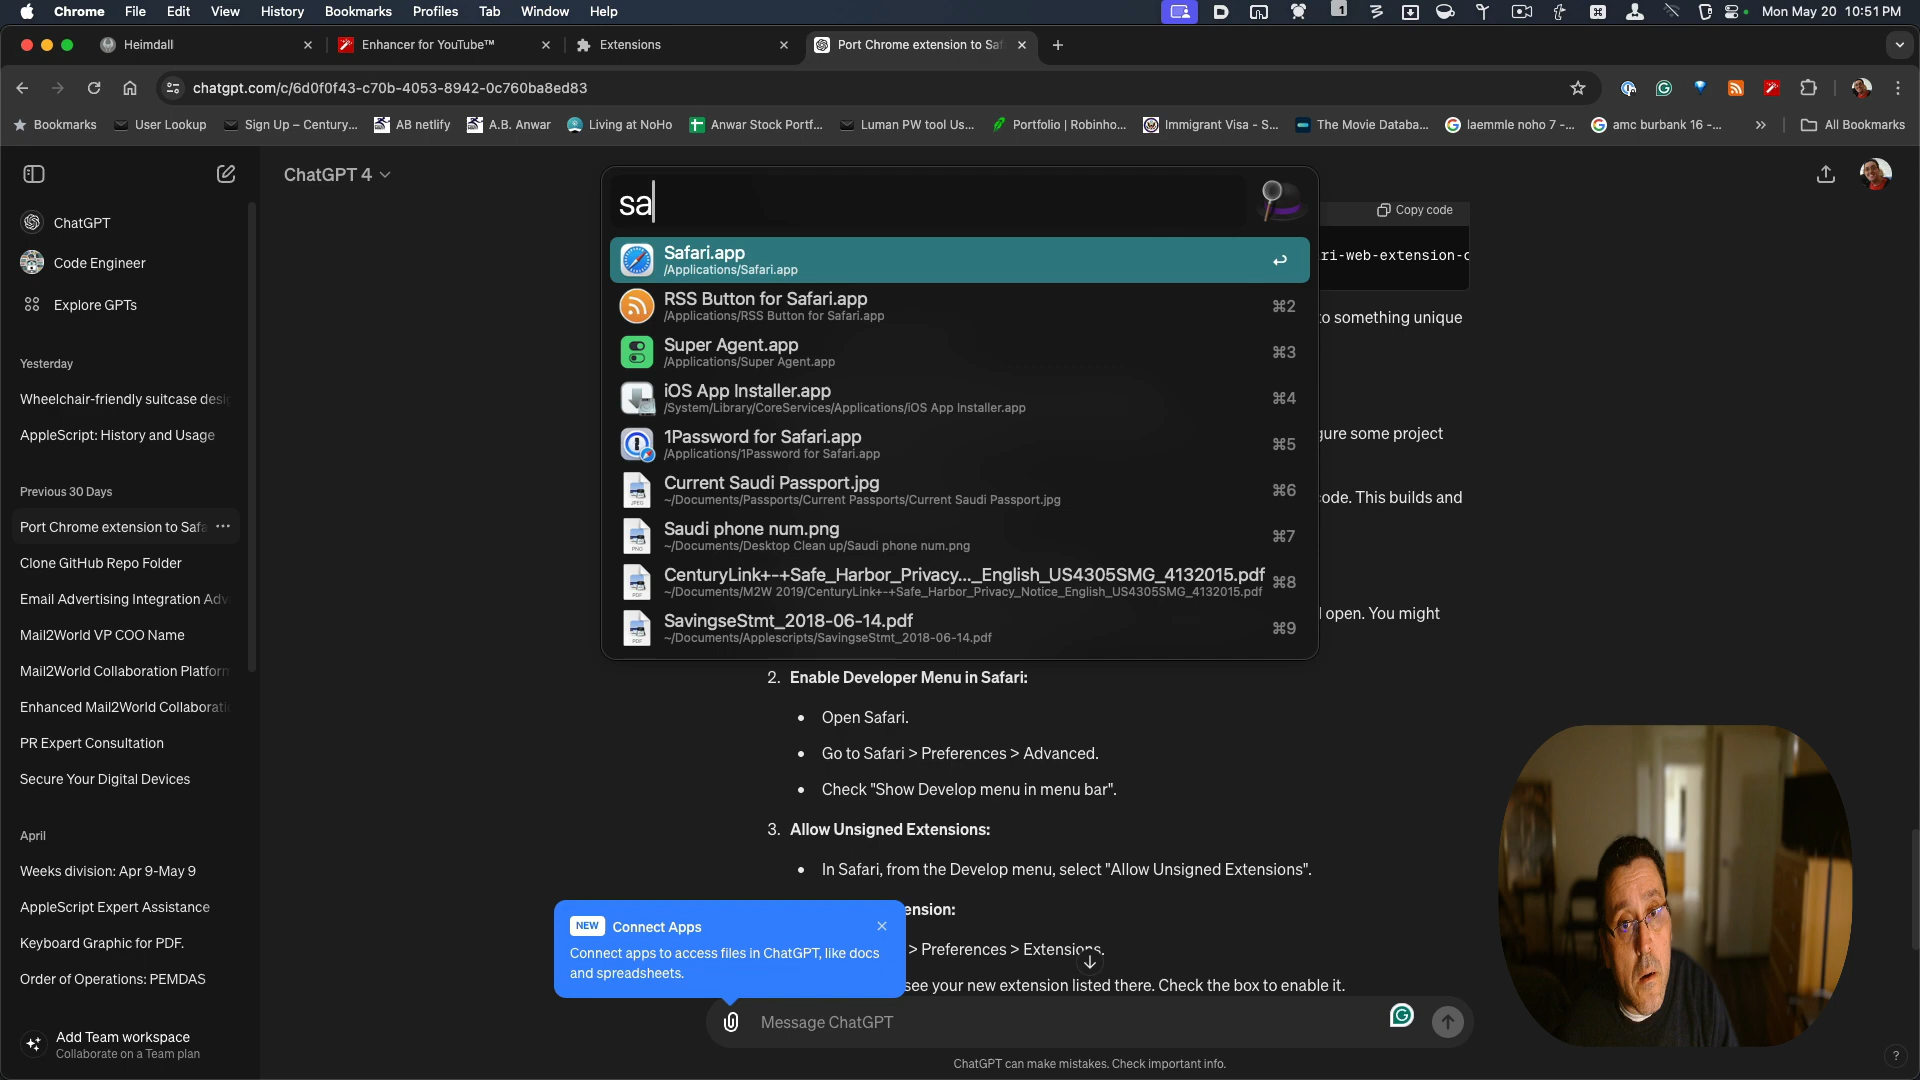 Chrome File Edit View History Bookmarks Profiles Tab Window Help
1
Mon May 20 10:51 PM
Heimdall
Enhancer for YouTube™
Extensions
Port Chrome extension to Saf
chatgpt.com/c/6d0f0f43-c70b-4053-8942-0c760ba8ed83
Bookmarks
User Lookup
Sign Up – Century...
AB netlify
A.B. Anwar
Living at NoHo
Anwar Stock Portf...
Luman PW tool Us...
Portfolio | Robinho...
Immigrant Visa - S...
The Movie Databa...
laemmle noho 7 -...
amc burbank 16 -...
All Bookmarks
ChatGPT
Code Engineer
Explore GPTs
Yesterday
Wheelchair-friendly suitcase desig
AppleScript: History and Usage
Previous 30 Days
Port Chrome extension to Safa
Clone GitHub Repo Folder
Email Advertising Integration Adv
Mail2World VP COO Name
Mail2World Collaboration Platform
Enhanced Mail2World Collaborati
PR Expert Consultation
Secure Your Digital Devices
April
Weeks division: Apr 9-May 9
AppleScript Expert Assistance
Keyboard Graphic for PDF.
Order of Operations: PEMDAS
Add Team workspace
Collaborate on a Team plan
ChatGPT 4
sa
Safari.app
/Applications/Safari.app
RSS Button for Safari.app
/Applications/RSS Button for Safari.app
⌘2
Super Agent.app
/Applications/Super Agent.app
⌘3
iOS App Installer.app
/System/Library/CoreServices/Applications/iOS App Installer.app
⌘4
1Password for Safari.app
/Applications/1Password for Safari.app
⌘5
Current Saudi Passport.jpg
~/Documents/Passports/Current Passports/Current Saudi Passport.jpg
⌘6
Saudi phone num.png
~/Documents/Desktop Clean up/Saudi phone num.png
⌘7
CenturyLink+-+Safe_Harbor_Privacy..._English_US4305SMG_4132015.pdf
~/Documents/M2W 2019/CenturyLink+-+Safe_Harbor_Privacy_Notice_English_US4305SMG_4132015.pdf
⌘8
SavingseStmt_2018-06-14.pdf
~/Documents/Applescripts/SavingseStmt_2018-06-14.pdf
⌘9
Copy code
ri-web-extension-c
to something unique
gure some project
code. This builds and
l open. You might
2. Enable Developer Menu in Safari:
• Open Safari.
• Go to Safari > Preferences > Advanced.
• Check "Show Develop menu in menu bar".
3. Allow Unsigned Extensions:
• In Safari, from the Develop menu, select "Allow Unsigned Extensions".
ension:
> Preferences > Extensions.
see your new extension listed there. Check the box to enable it.
NEW Connect Apps
Connect apps to access files in ChatGPT, like docs
and spreadsheets.
Message ChatGPT
ChatGPT can make mistakes. Check important info.
?